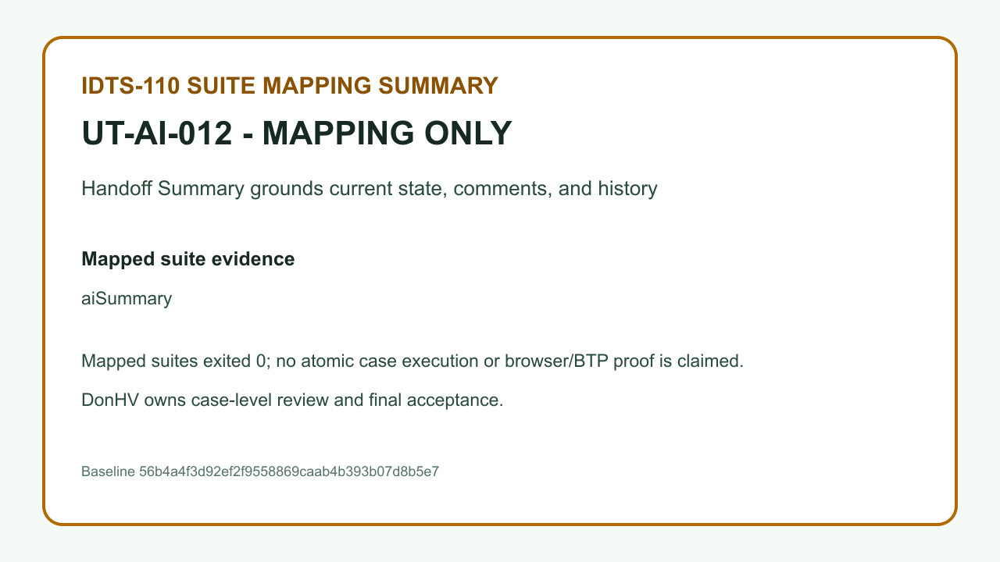 IDTS-110 SUITE MAPPING SUMMARY
UT-AI-012 - MAPPING ONLY
Handoff Summary grounds current state, comments, and history
Mapped suite evidence
aiSummary
Mapped suites exited 0; no atomic case execution or browser/BTP proof is claimed.
DonHV owns case-level review and final acceptance.
Baseline 56b4a4f3d92ef2f9558869caab4b393b07d8b5e7